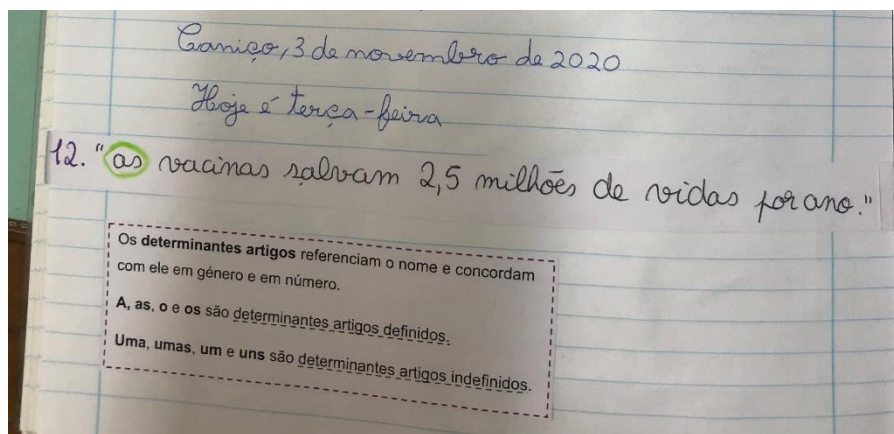 Caniço, 3 de novembro de 2020
Hoje é terça-feira
12. "as vacinas salvam 2,5 milhões de vidas por ano."
Os determinantes artigos referenciam o nome e concordam
com ele em género e em número.
A, as, o e os são determinantes artigos definidos.
Uma, umas, um e uns são determinantes artigos indefinidos.